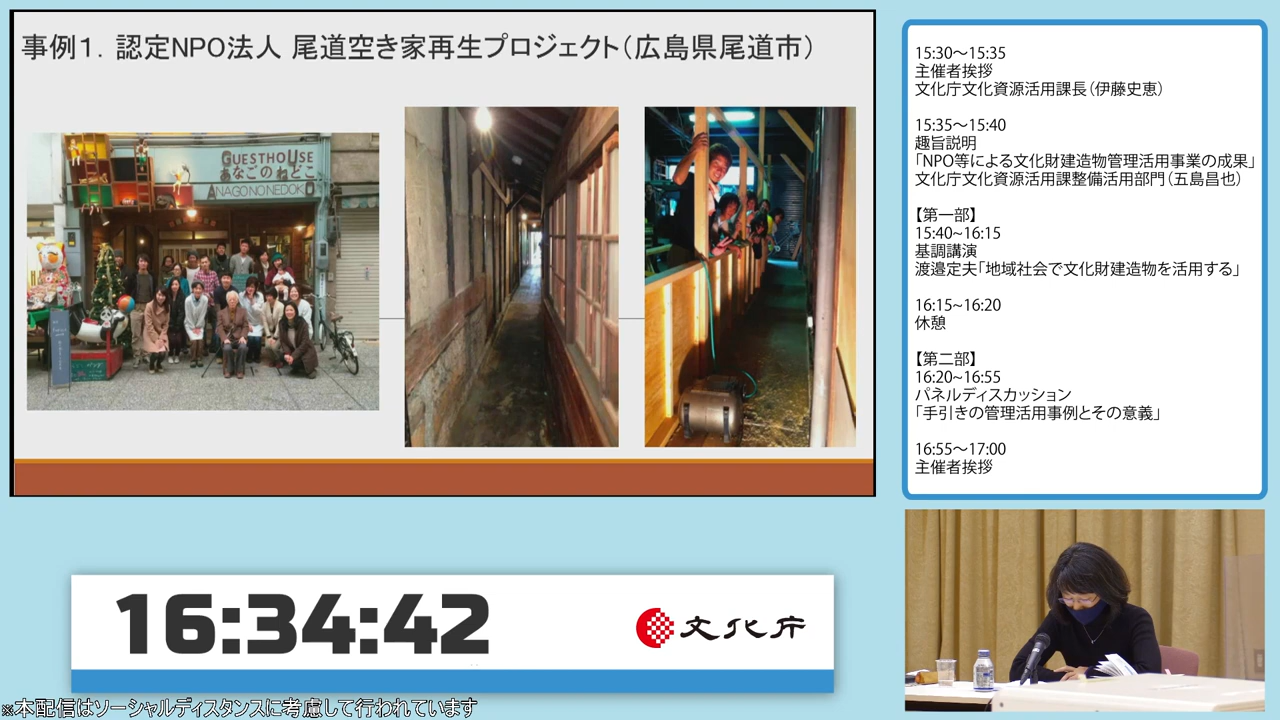 事例１．認定NPO法人 尾道空き家再生プロジェクト（広島県尾道市）
GUESTHOUSE
あなごのねどこ
ANAGONONEDOKO
15:30～15:35
主催者挨拶
文化庁文化資源活用課長（伊藤史恵）
15:35～15:40
趣旨説明
「NPO等による文化財建造物管理活用事業の成果」
文化庁文化資源活用課整備活用部門（五島昌也）
【第一部】
15:40~16:15
基調講演
渡邉定夫「地域社会で文化財建造物を活用する」
16:15~16:20
休憩
【第二部】
16:20~16:55
パネルディスカッション
「手引きの管理活用事例とその意義」
16:55～17:00
主催者挨拶
16:34:42
文化庁
※本配信はソーシャルディスタンスに考慮して行われています